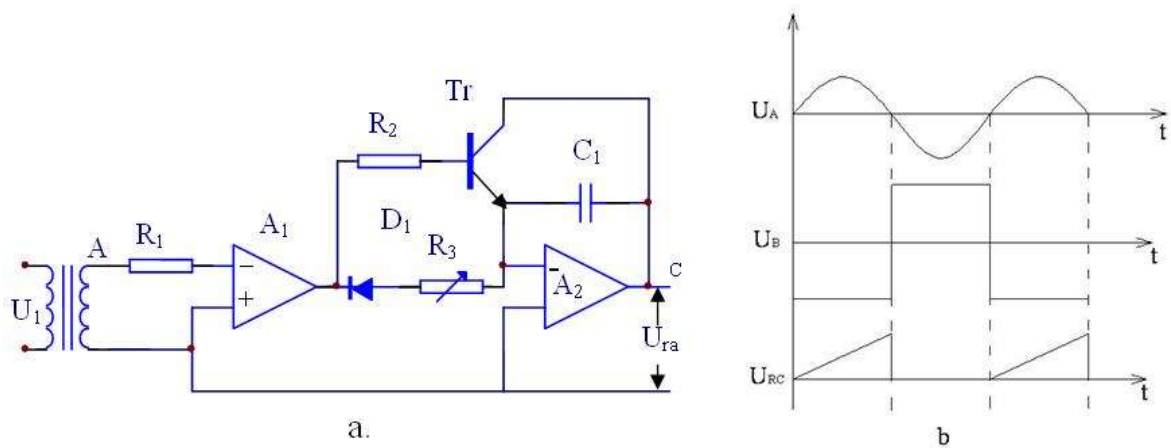 Tr
R2
C1
A1
D1
R3
A
R1
−
+
U1
-
A2
C
Ura
a.
UA
t
UB
t
URC
t
b